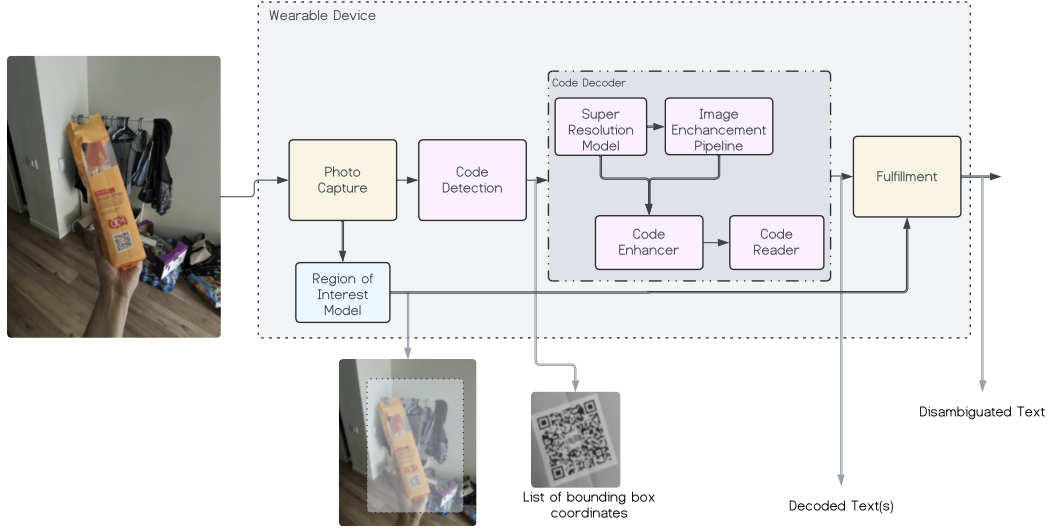 Wearable Device
Code Decoder
Super
Resolution
Model
Image
Enchancement
Pipeline
Photo
Capture
Code
Detection
Fulfillment
Code
Enhancer
Code
Reader
Region of
Interest
Model
Disambiguated Text
List of bounding box
coordinates
Decoded Text(s)